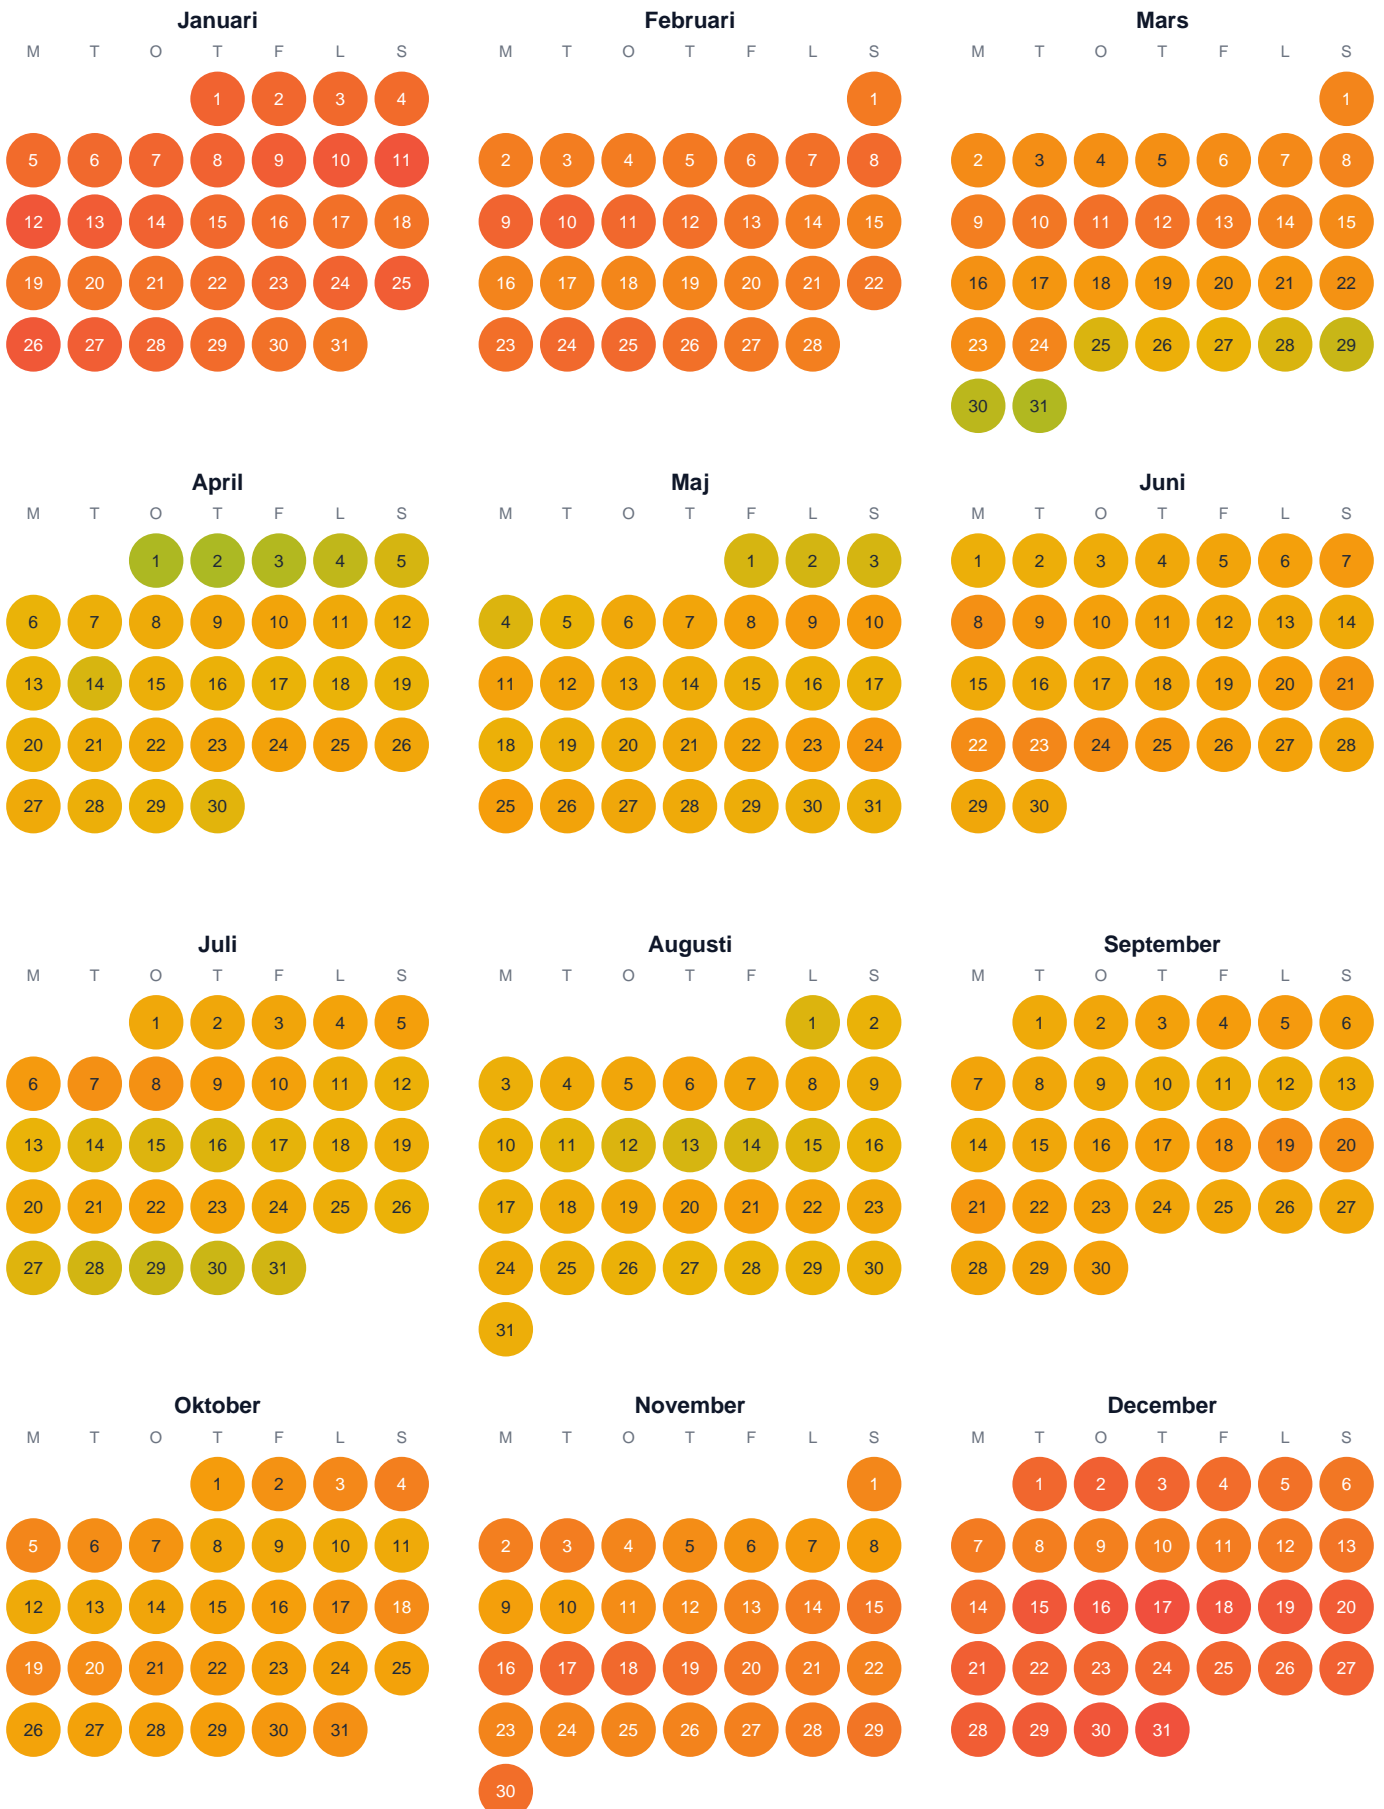 Januari
M T O T F L S
1 2 3 4
5 6 7 8 9 10 11
12 13 14 15 16 17 18
19 20 21 22 23 24 25
26 27 28 29 30 31
Februari
M T O T F L S
1
2 3 4 5 6 7 8
9 10 11 12 13 14 15
16 17 18 19 20 21 22
23 24 25 26 27 28
Mars
M T O T F L S
1
2 3 4 5 6 7 8
9 10 11 12 13 14 15
16 17 18 19 20 21 22
23 24 25 26 27 28 29
30 31
April
M T O T F L S
1 2 3 4 5
6 7 8 9 10 11 12
13 14 15 16 17 18 19
20 21 22 23 24 25 26
27 28 29 30
Maj
M T O T F L S
1 2 3
4 5 6 7 8 9 10
11 12 13 14 15 16 17
18 19 20 21 22 23 24
25 26 27 28 29 30 31
Juni
M T O T F L S
1 2 3 4 5 6 7
8 9 10 11 12 13 14
15 16 17 18 19 20 21
22 23 24 25 26 27 28
29 30
Juli
M T O T F L S
1 2 3 4 5
6 7 8 9 10 11 12
13 14 15 16 17 18 19
20 21 22 23 24 25 26
27 28 29 30 31
Augusti
M T O T F L S
1 2
3 4 5 6 7 8 9
10 11 12 13 14 15 16
17 18 19 20 21 22 23
24 25 26 27 28 29 30
31
September
M T O T F L S
1 2 3 4 5 6
7 8 9 10 11 12 13
14 15 16 17 18 19 20
21 22 23 24 25 26 27
28 29 30
Oktober
M T O T F L S
1 2 3 4
5 6 7 8 9 10 11
12 13 14 15 16 17 18
19 20 21 22 23 24 25
26 27 28 29 30 31
November
M T O T F L S
1
2 3 4 5 6 7 8
9 10 11 12 13 14 15
16 17 18 19 20 21 22
23 24 25 26 27 28 29
30
December
M T O T F L S
1 2 3 4 5 6
7 8 9 10 11 12 13
14 15 16 17 18 19 20
21 22 23 24 25 26 27
28 29 30 31